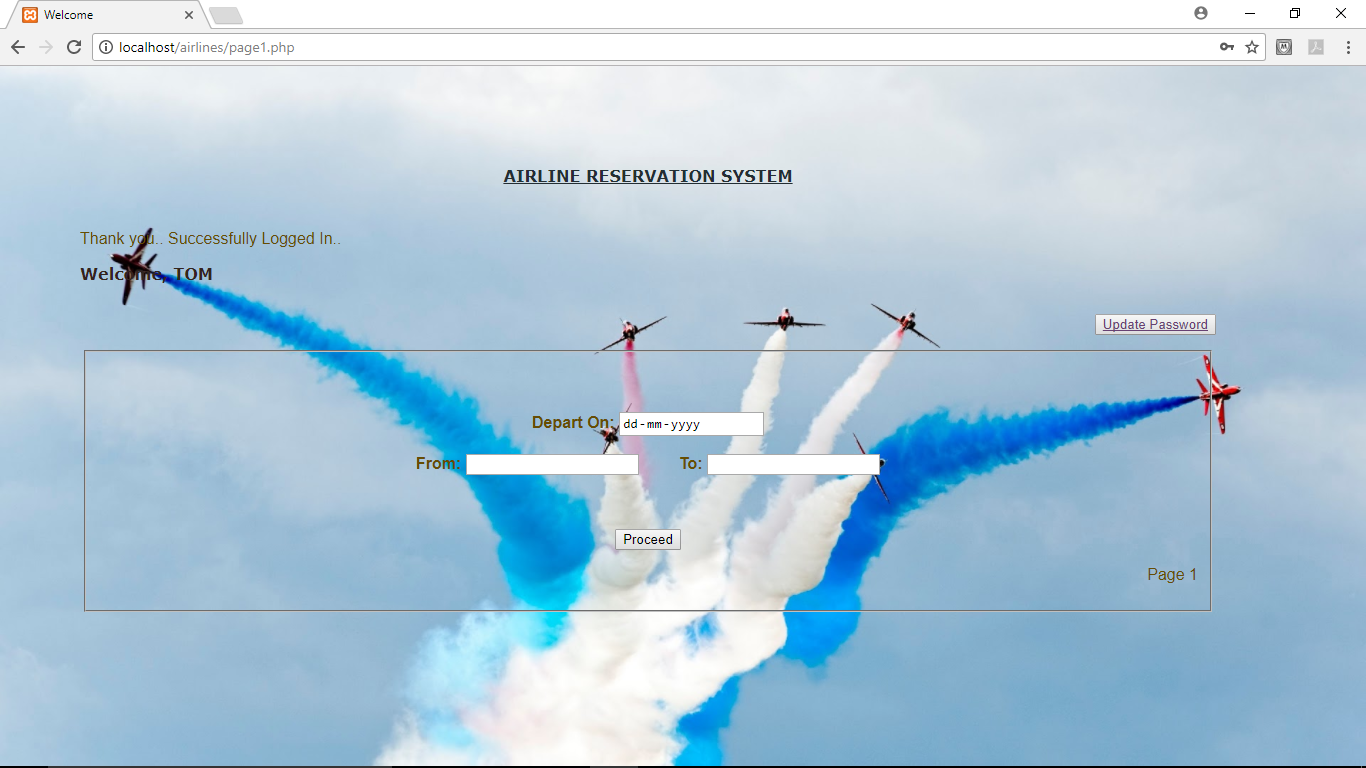 Welcome
localhost/airlines/page1.php
AIRLINE RESERVATION SYSTEM
Thank you.. Successfully Logged In..
Welcome, TOM
Update Password
Depart On: dd-mm-yyyy
From: To:
Proceed
Page 1